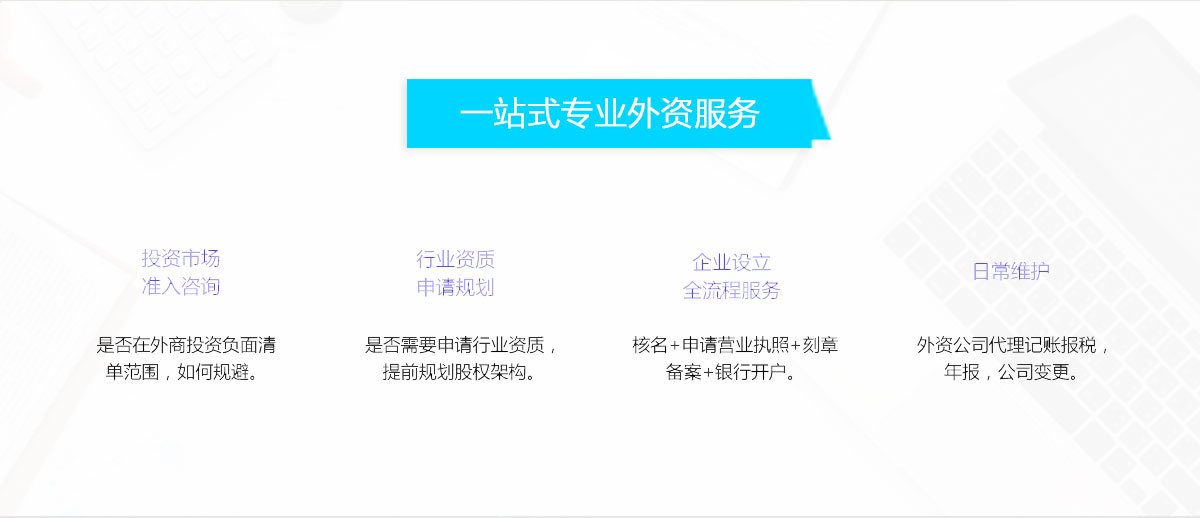 一站式专业外资服务
投资市场
准入咨询
是否在外商投资负面清
单范围，如何规避。
行业资质
申请规划
是否需要申请行业资质，
提前规划股权架构。
企业设立
全流程服务
核名+申请营业执照+刻章
备案+银行开户。
日常维护
外资公司代理记账报税，
年报，公司变更。